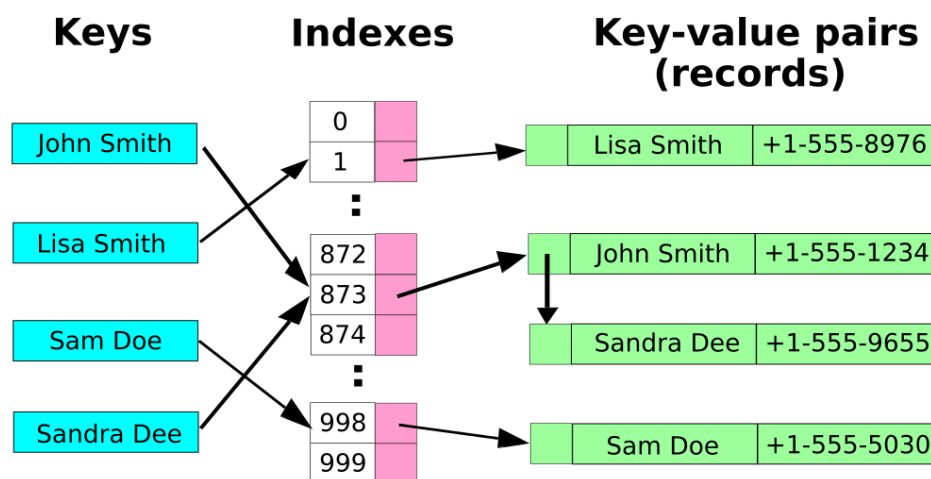 Keys
Indexes
Key-value pairs
(records)
John Smith
Lisa Smith
Sam Doe
Sandra Dee
0
1
:
872
873
874
:
998
999
Lisa Smith +1-555-8976
John Smith +1-555-1234
Sandra Dee +1-555-9655
Sam Doe +1-555-5030